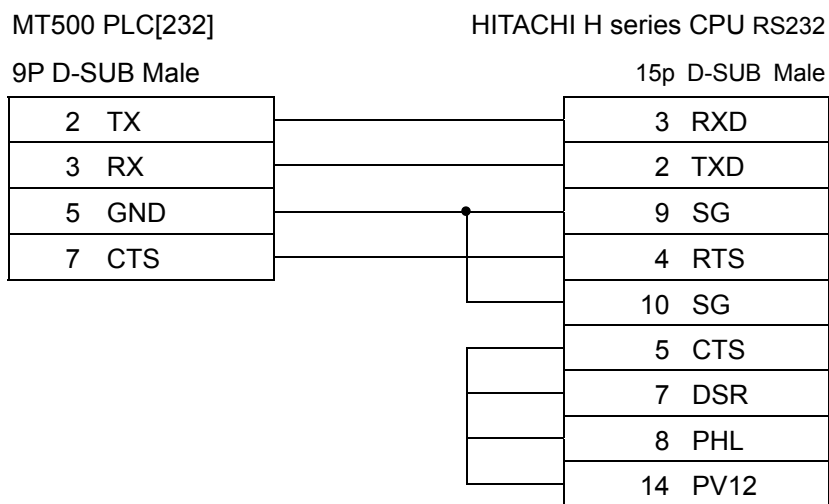 MT500 PLC[232] HITACHI H series CPU RS232
9P D-SUB Male 15p D-SUB Male
2 TX 3 RXD
3 RX 2 TXD
5 GND 9 SG
7 CTS 4 RTS
10 SG
5 CTS
7 DSR
8 PHL
14 PV12